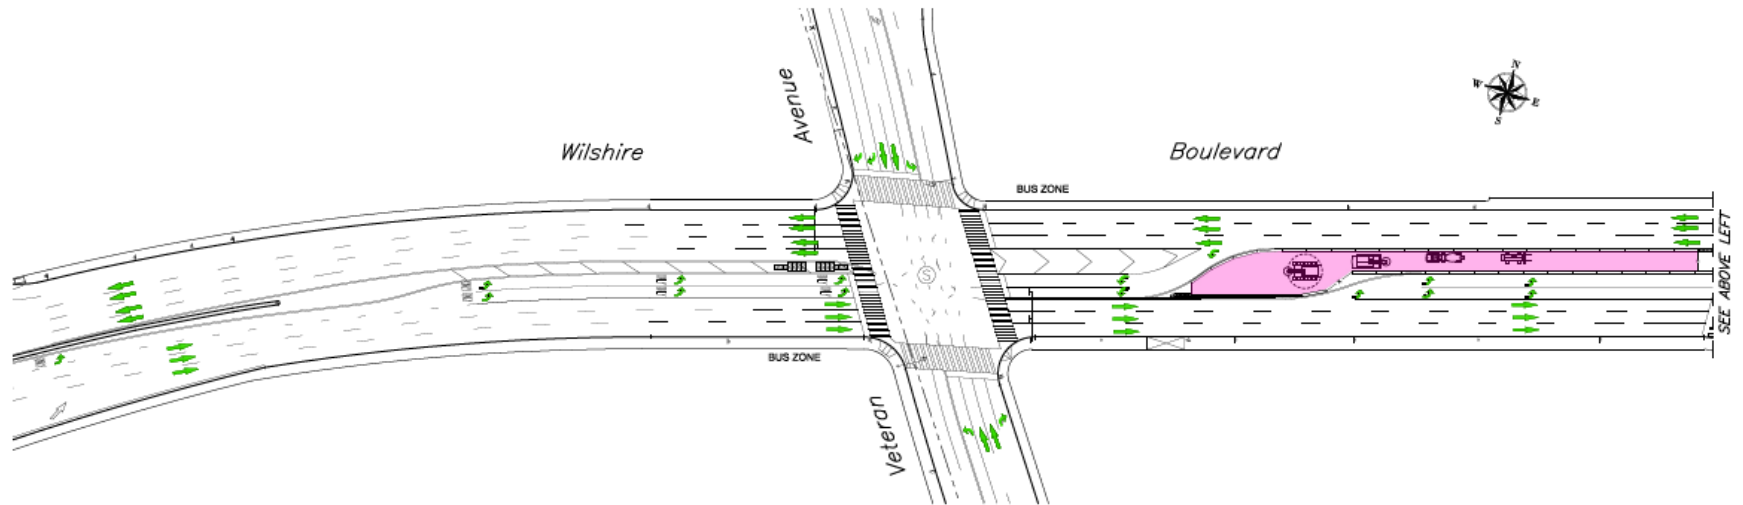 Wilshire
Avenue
Boulevard
N
W
E
S
BUS ZONE
SEE ABOVE LEFT
S
BUS ZONE
Veteran